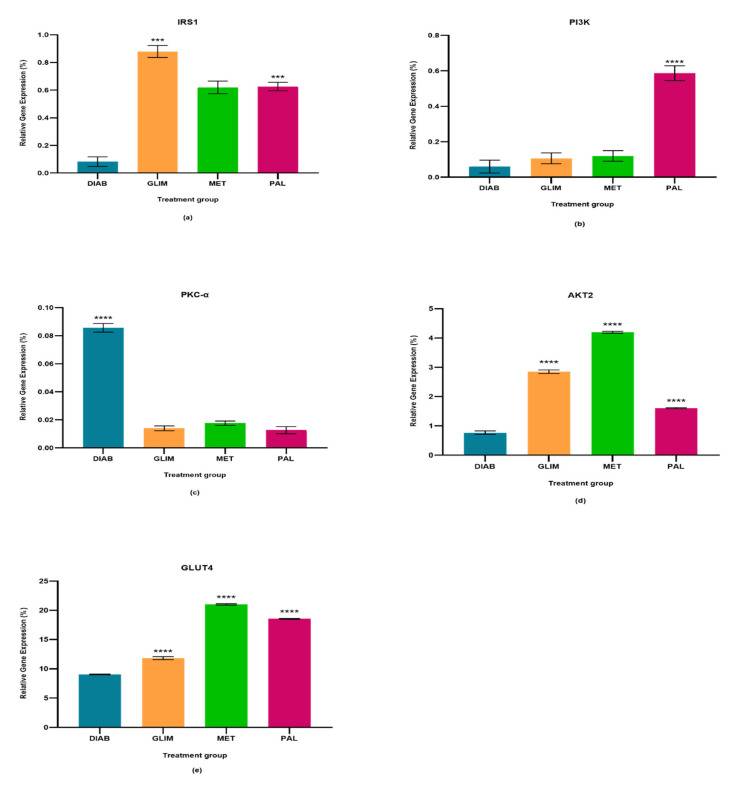 IRS1
Relative Gene Expression (%)
1.0
0.8
0.6
0.4
0.2
0.0
***
***
DIAB GLIM MET PAL
Treatment group
(a)
PI3K
Relative Gene Expression (%)
0.8
0.6
0.4
0.2
0.0
****
DIAB GLIM MET PAL
Treatment group
(b)
PKC-α
Relative Gene Expression (%)
0.10
0.08
0.06
0.04
0.02
0.00
****
DIAB GLIM MET PAL
Treatment group
(c)
AKT2
Relative Gene Expression (%)
5
4
3
2
1
0
****
****
****
DIAB GLIM MET PAL
Treatment group
(d)
GLUT4
Relative Gene Expression (%)
25
20
15
10
5
0
****
****
****
DIAB GLIM MET PAL
Treatment group
(e)